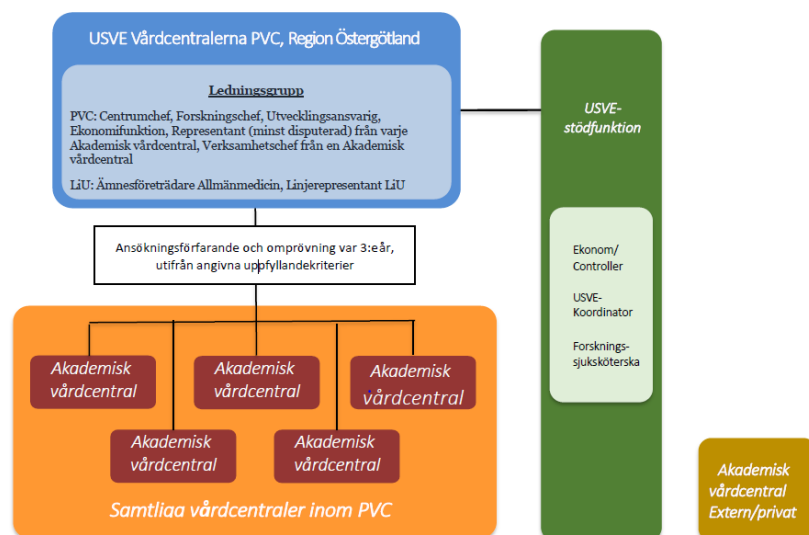 USVE Vårdcentralerna PVC, Region Östergötland
Ledningsgrupp
PVC: Centrumchef, Forskningschef, Utvecklingsansvarig,
Ekonomifunktion, Representant (minst disputerad) från varje
Akademisk vårdcentral, Verksamhetschef från en Akademisk
vårdcentral
LiU: Ämnesföreträdare Allmänmedicin, Linjerepresentant LiU
Ansökningsförfarande och omprövning var 3:e år,
utifrån angivna uppfyllandekriterier
Akademisk
vårdcentral
Akademisk
vårdcentral
Akademisk
vårdcentral
Akademisk
vårdcentral
Akademisk
vårdcentral
Samtliga vårdcentraler inom PVC
USVE-
stödfunktion
Ekonom/
Controller
USVE-
Koordinator
Forsknings-
sjuksköterska
Akademisk
vårdcentral
Extern/privat